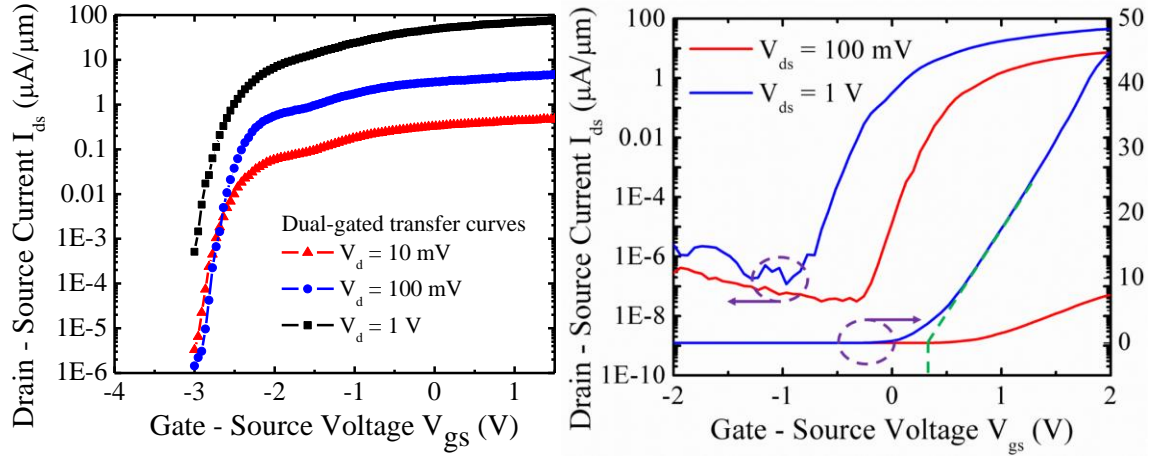 Drain - Source Current I_ds (μA/μm)
100
10
1
0.1
0.01
1E-3
1E-4
1E-5
1E-6
Dual-gated transfer curves
V_d = 10 mV
V_d = 100 mV
V_d = 1 V
-4 -3 -2 -1 0 1
Gate - Source Voltage V_gs (V)
Drain - Source Current I_ds (μA/μm)
100
1
0.01
1E-4
1E-6
1E-8
1E-10
V_ds = 100 mV
V_ds = 1 V
50
40
30
20
10
0
-2 -1 0 1 2
Gate - Source Voltage V_gs (V)